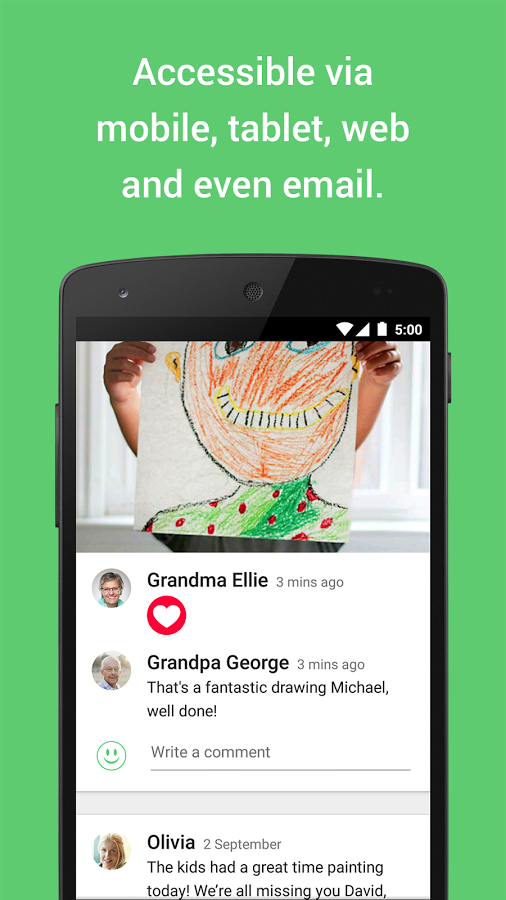 Accessible via
mobile, tablet, web
and even email.
5:00
Grandma Ellie 3 mins ago
Grandpa George 3 mins ago
That's a fantastic drawing Michael,
well done!
Write a comment
Olivia 2 September
The kids had a great time painting
today! We’re all missing you David,